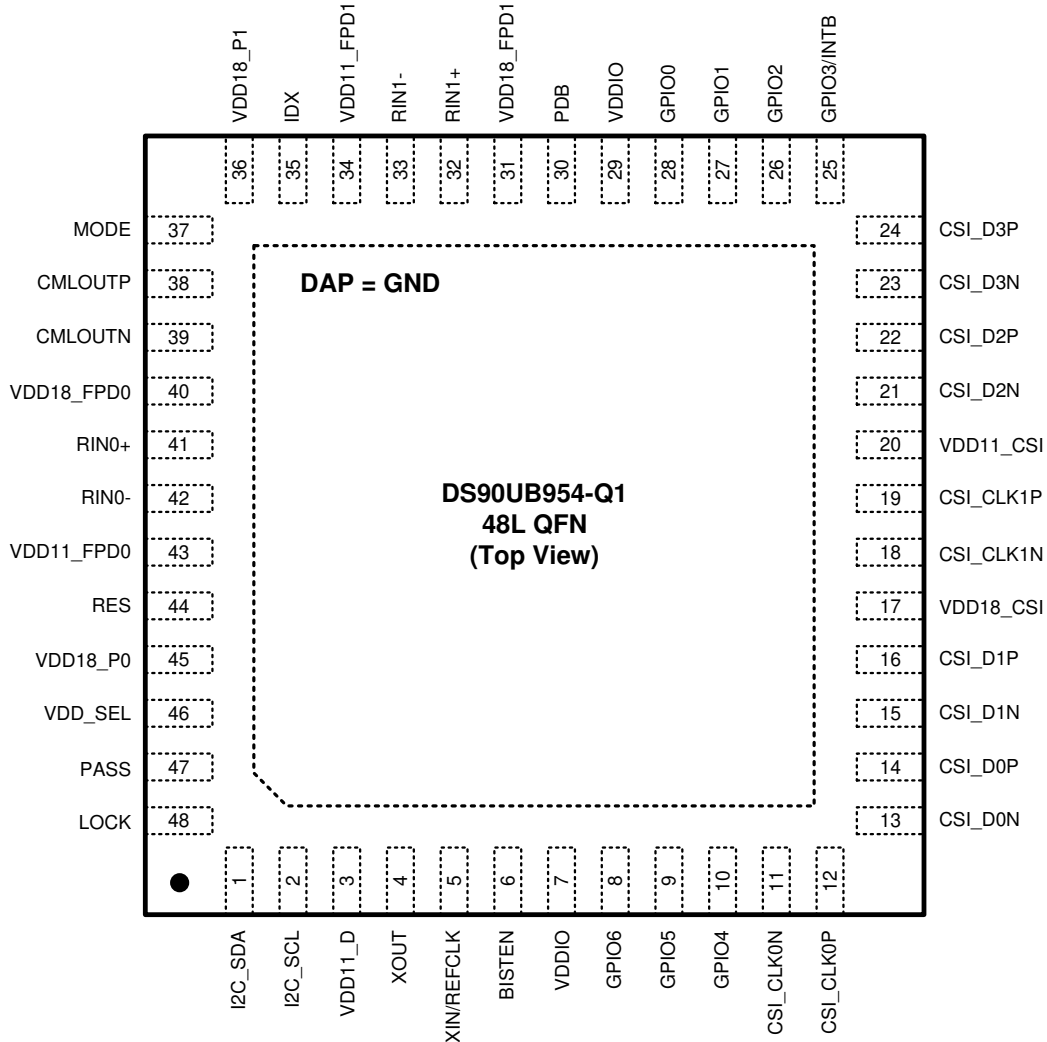 VDD18_P1
IDX
VDD11_FPD1
RIN1-
RIN1+
VDD18_FPD1
PDB
VDDIO
GPIO0
GPIO1
GPIO2
GPIO3/INTB
36
35
34
33
32
31
30
29
28
27
26
25
MODE 37
CMLOUTP 38
CMLOUTN 39
VDD18_FPD0 40
RIN0+ 41
RIN0- 42
VDD11_FPD0 43
RES 44
VDD18_P0 45
VDD_SEL 46
PASS 47
LOCK 48
DAP = GND
DS90UB954-Q1
48L QFN
(Top View)
24 CSI_D3P
23 CSI_D3N
22 CSI_D2P
21 CSI_D2N
20 VDD11_CSI
19 CSI_CLK1P
18 CSI_CLK1N
17 VDD18_CSI
16 CSI_D1P
15 CSI_D1N
14 CSI_D0P
13 CSI_D0N
1
2
3
4
5
6
7
8
9
10
11
12
I2C_SDA
I2C_SCL
VDD11_D
XOUT
XIN/REFCLK
BISTEN
VDDIO
GPIO6
GPIO5
GPIO4
CSI_CLK0N
CSI_CLK0P